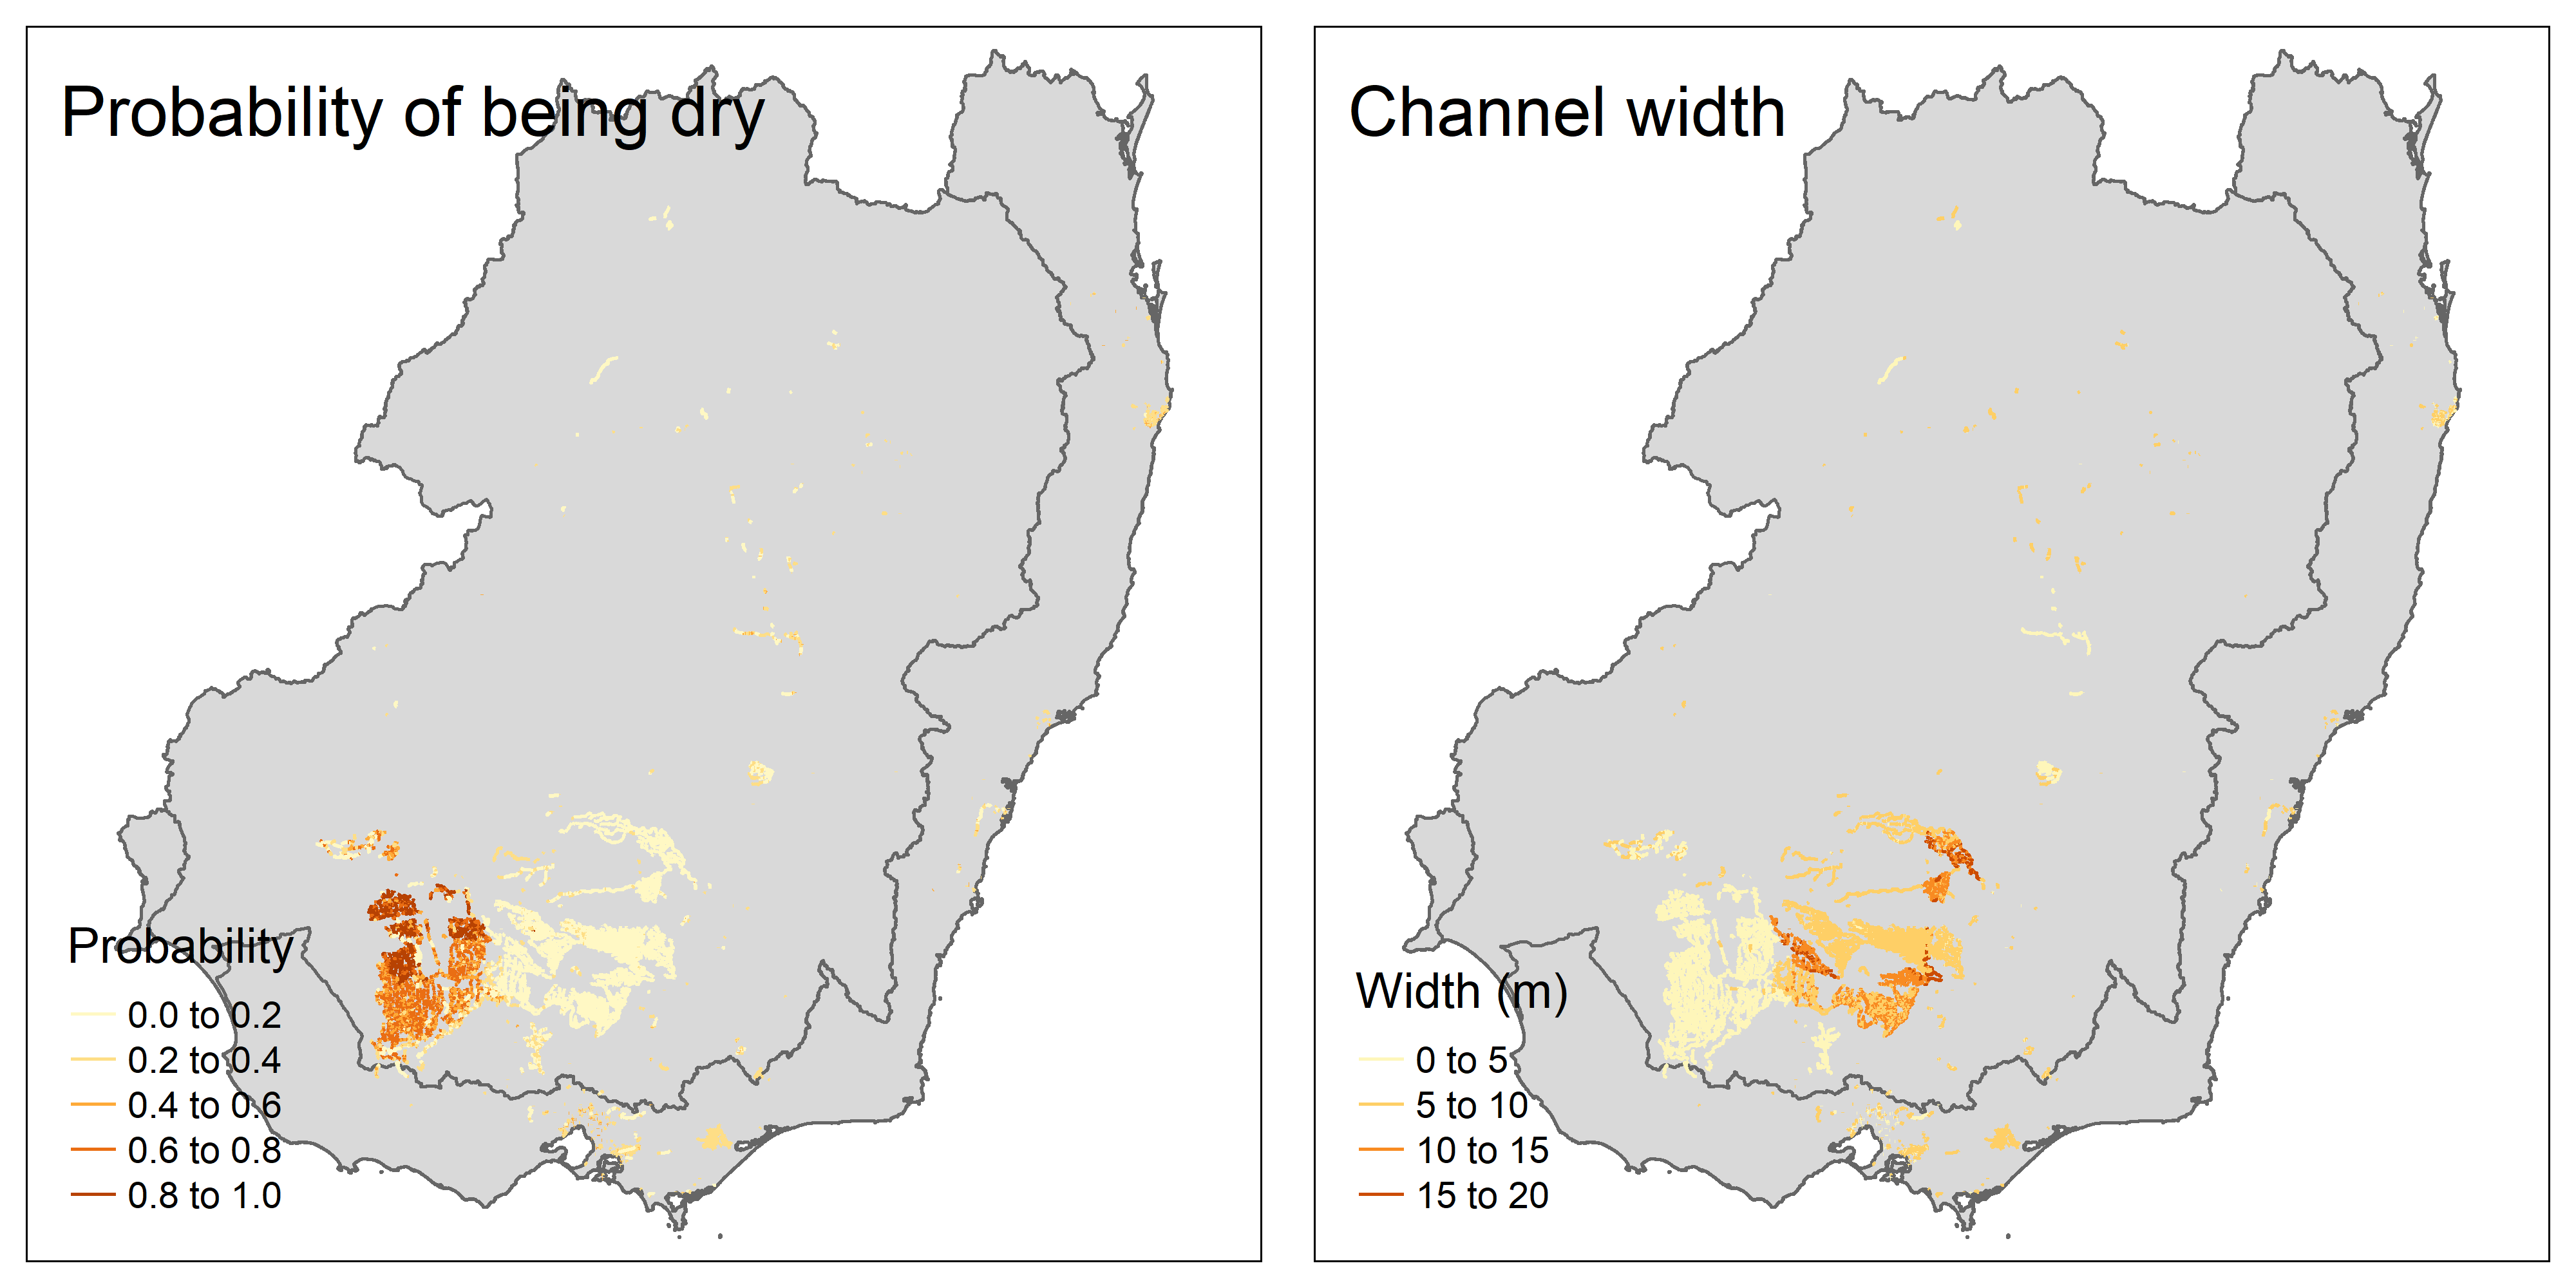 Probability of being dry
Probability
0.0 to 0.2
0.2 to 0.4
0.4 to 0.6
0.6 to 0.8
0.8 to 1.0
Channel width
Width (m)
0 to 5
5 to 10
10 to 15
15 to 20